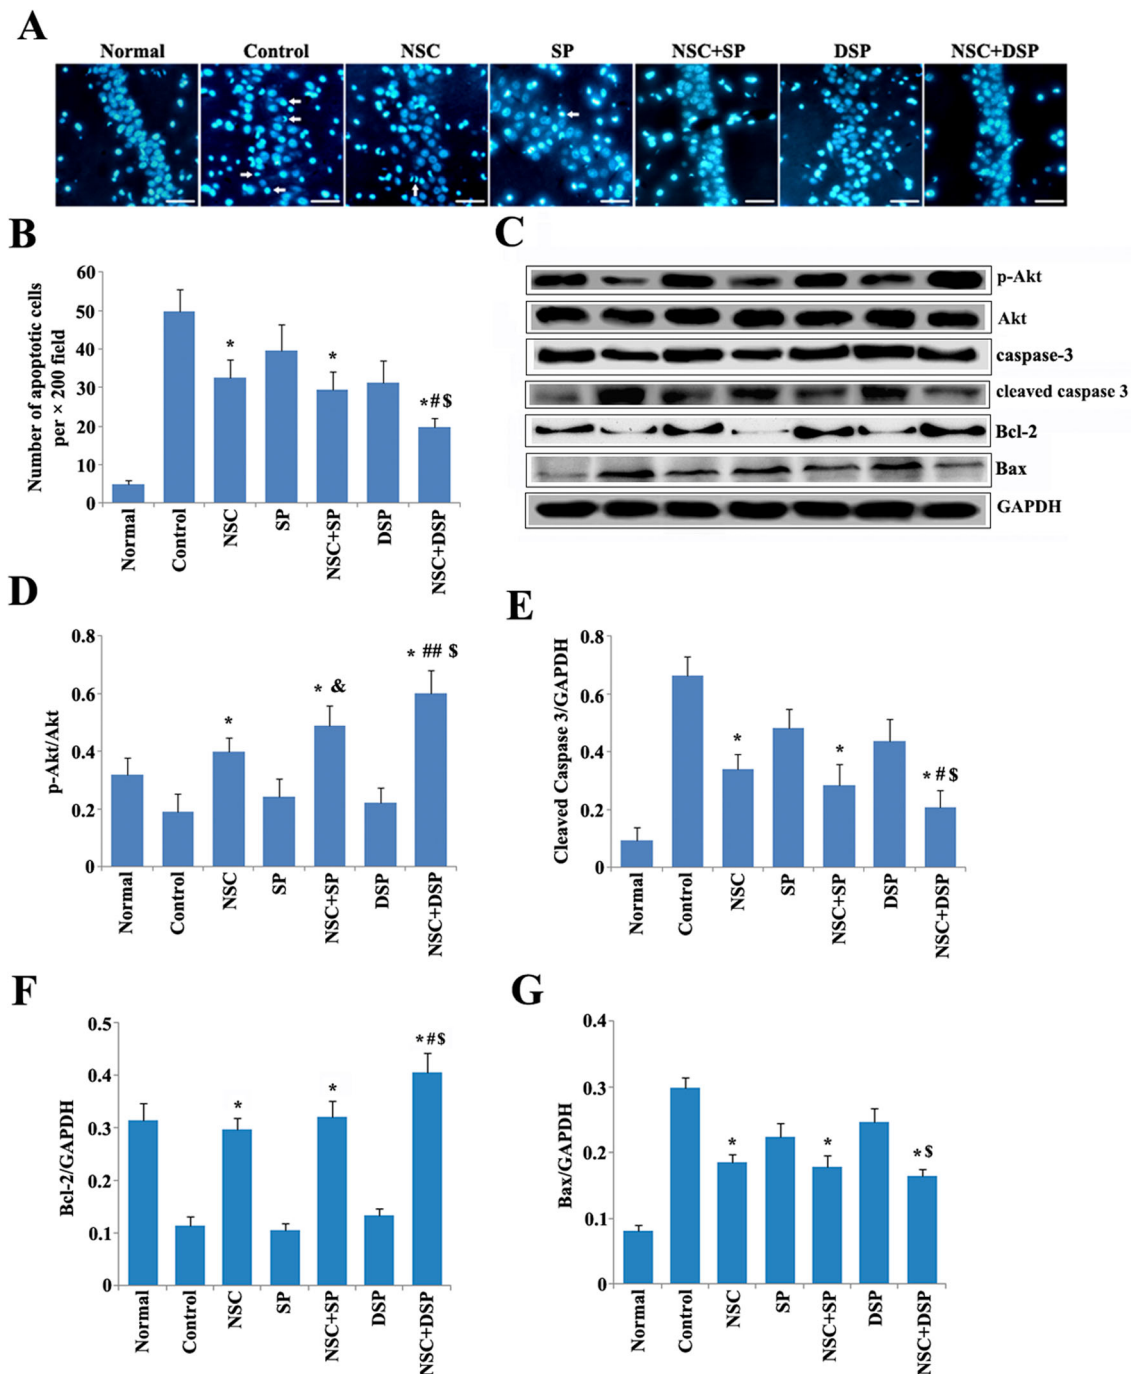 A
Normal Control NSC SP NSC+SP DSP NSC+DSP
B
Number of apoptotic cells
per × 200 field
60
50
40
30
20
10
0
*
*
*#$
Normal Control NSC SP NSC+SP DSP NSC+DSP
C
p-Akt
Akt
caspase-3
cleaved caspase 3
Bcl-2
Bax
GAPDH
D
p-Akt/Akt
0.8
0.6
0.4
0.2
0
*
* &
* ## $
Normal Control NSC SP NSC+SP DSP NSC+DSP
E
Cleaved Caspase 3/GAPDH
0.8
0.6
0.4
0.2
0
*
*
*#$
Normal Control NSC SP NSC+SP DSP NSC+DSP
F
Bcl-2/GAPDH
0.5
0.4
0.3
0.2
0.1
0
*
*
*#$
Normal Control NSC SP NSC+SP DSP NSC+DSP
G
Bax/GAPDH
0.4
0.3
0.2
0.1
0
*
*
*$
Normal Control NSC SP NSC+SP DSP NSC+DSP